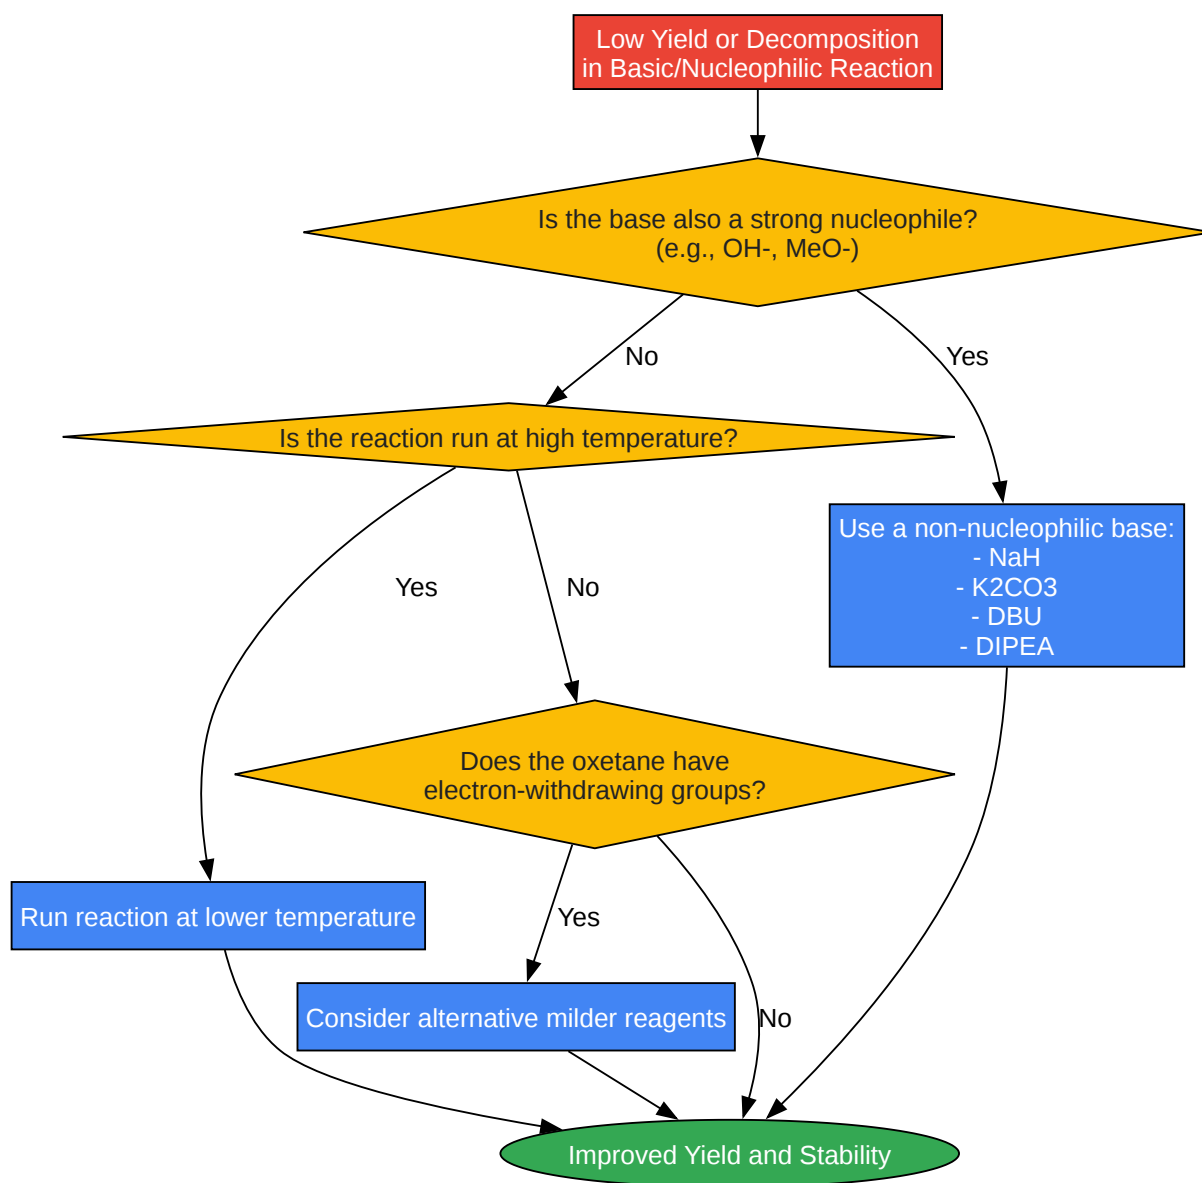 Low Yield or Decomposition
in Basic/Nucleophilic Reaction
Is the base also a strong nucleophile?
(e.g., OH-, MeO-)
No
Yes
Is the reaction run at high temperature?
Use a non-nucleophilic base:
- NaH
- K2CO3
- DBU
- DIPEA
Yes
No
Does the oxetane have
electron-withdrawing groups?
Run reaction at lower temperature
Yes
Consider alternative milder reagents
No
Improved Yield and Stability